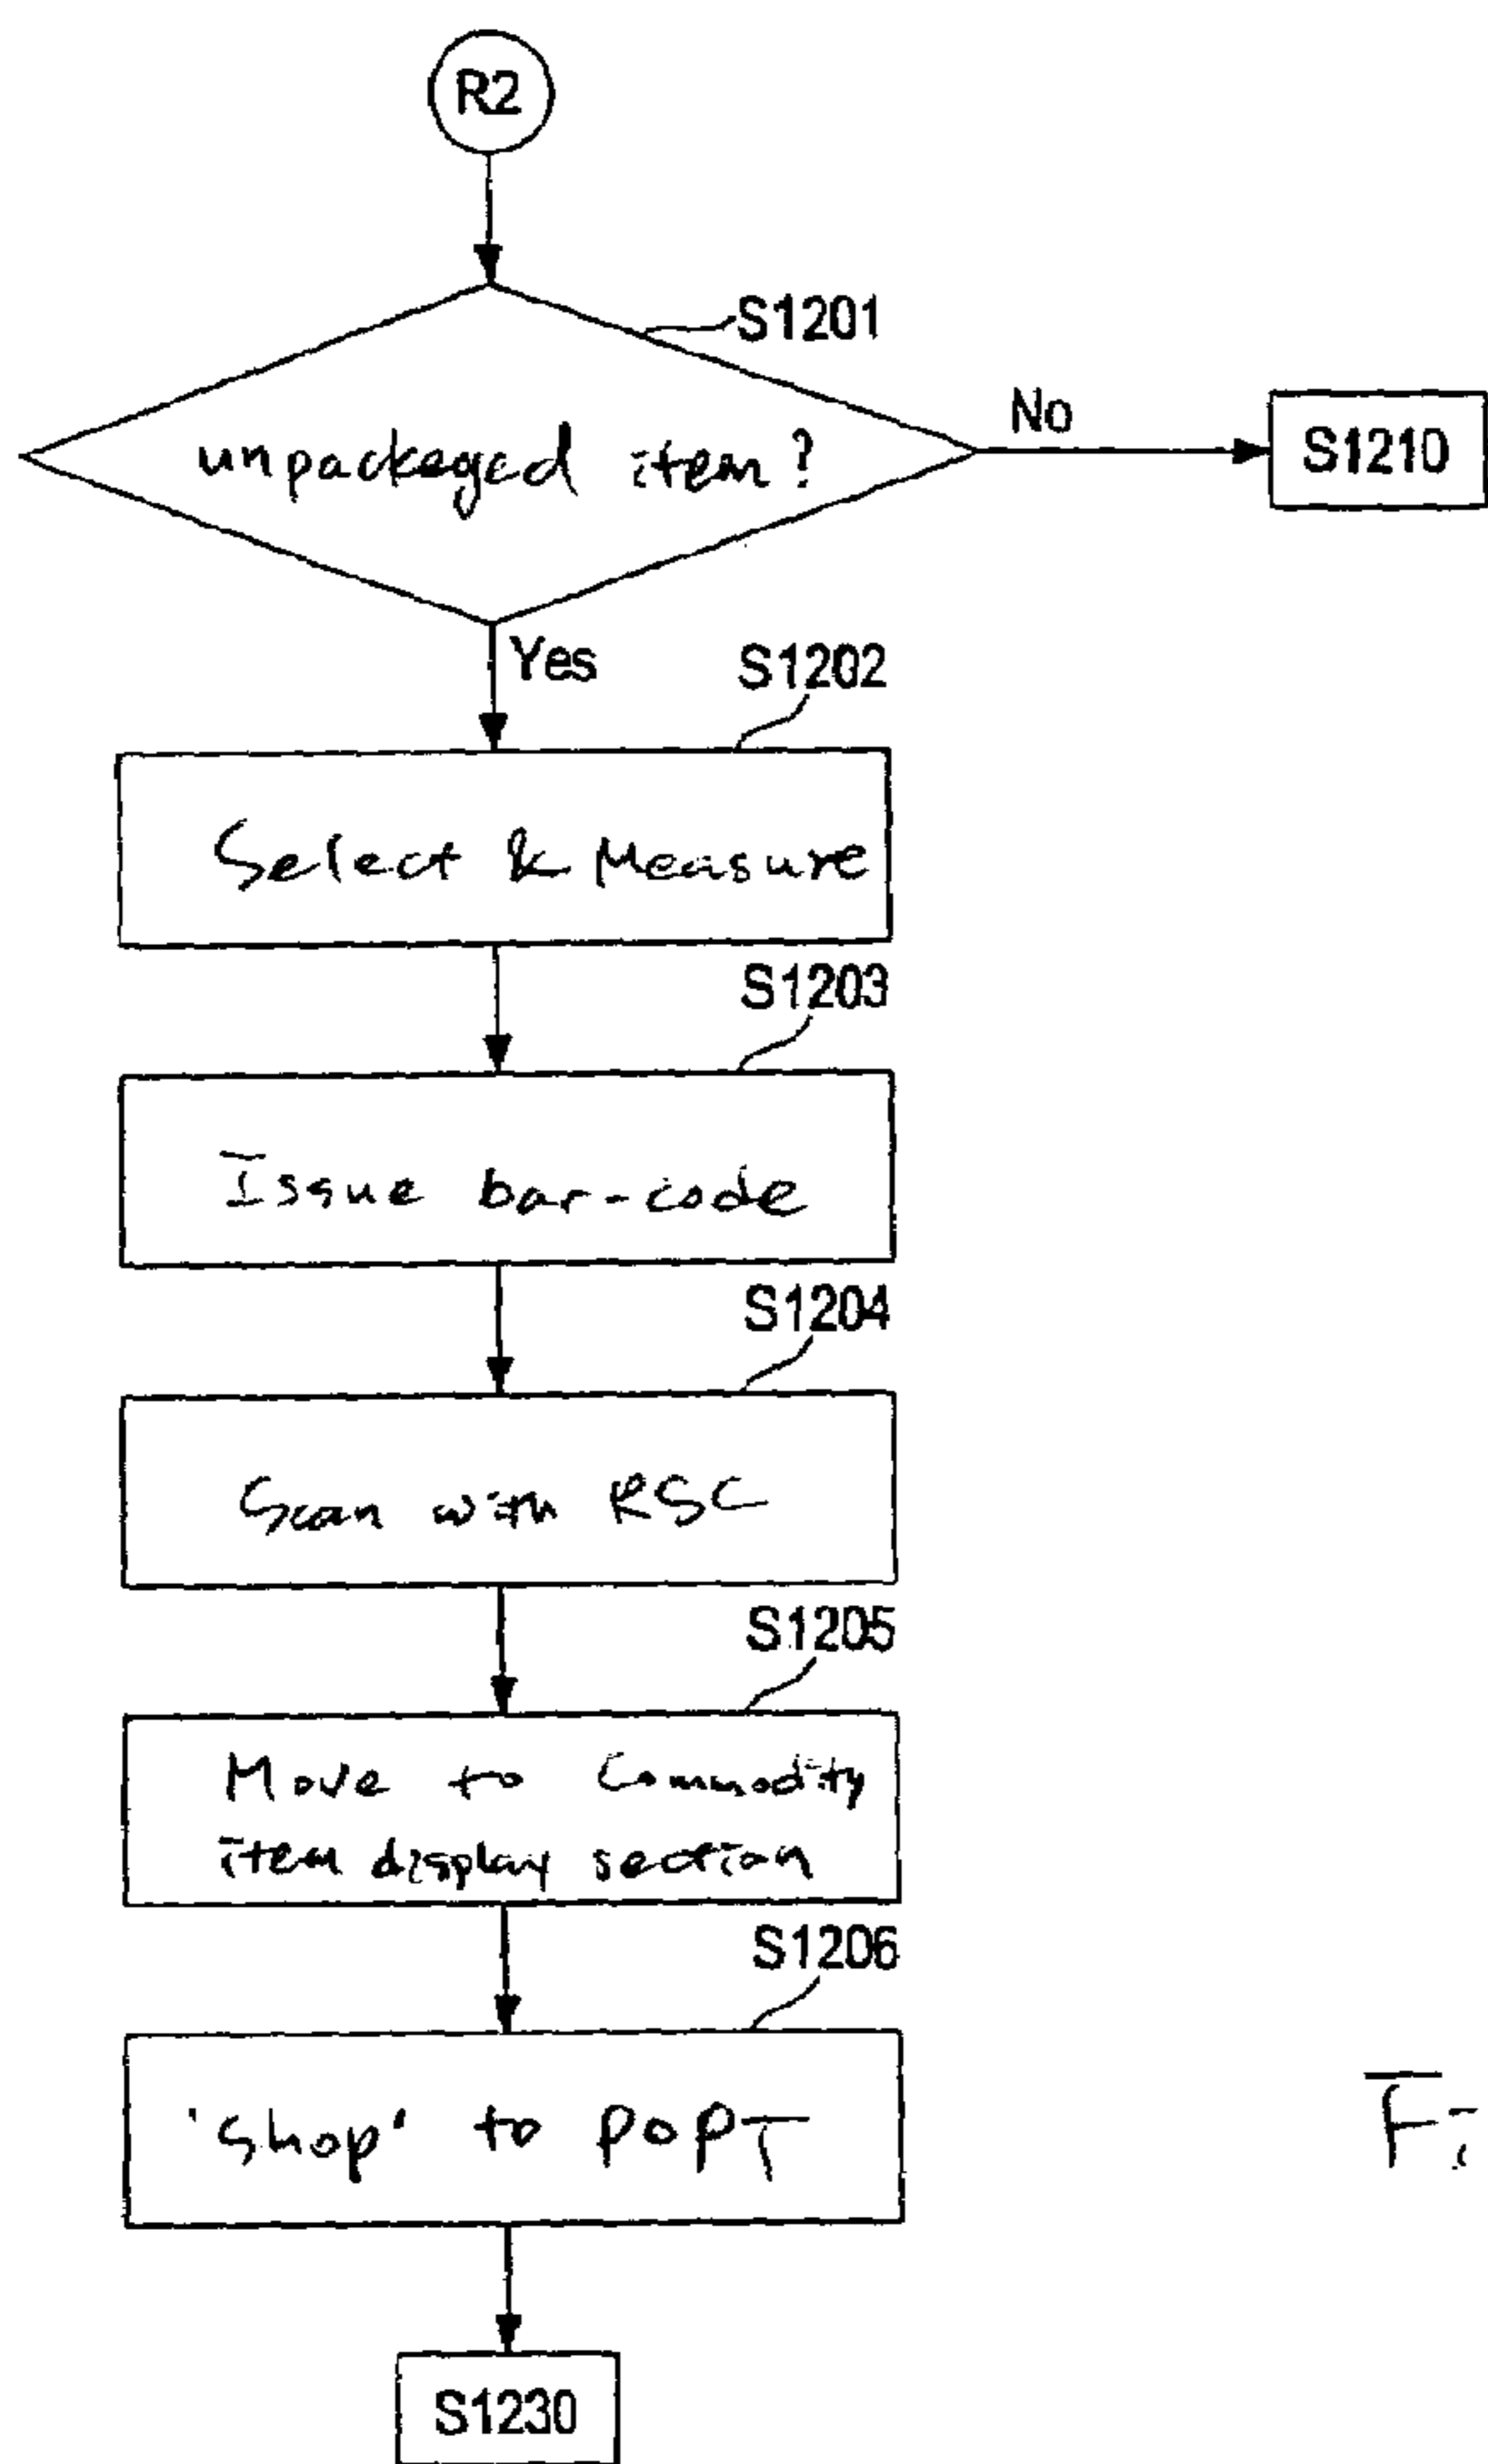 R2
S1201
unpackaged item?
No
S1210
Yes
S1202
Select & Measure
S1203
Issue bar-code
S1204
Scan with RSC
S1205
Move to Commodity
item display section
S1206
'Shop' to POPT
S1230